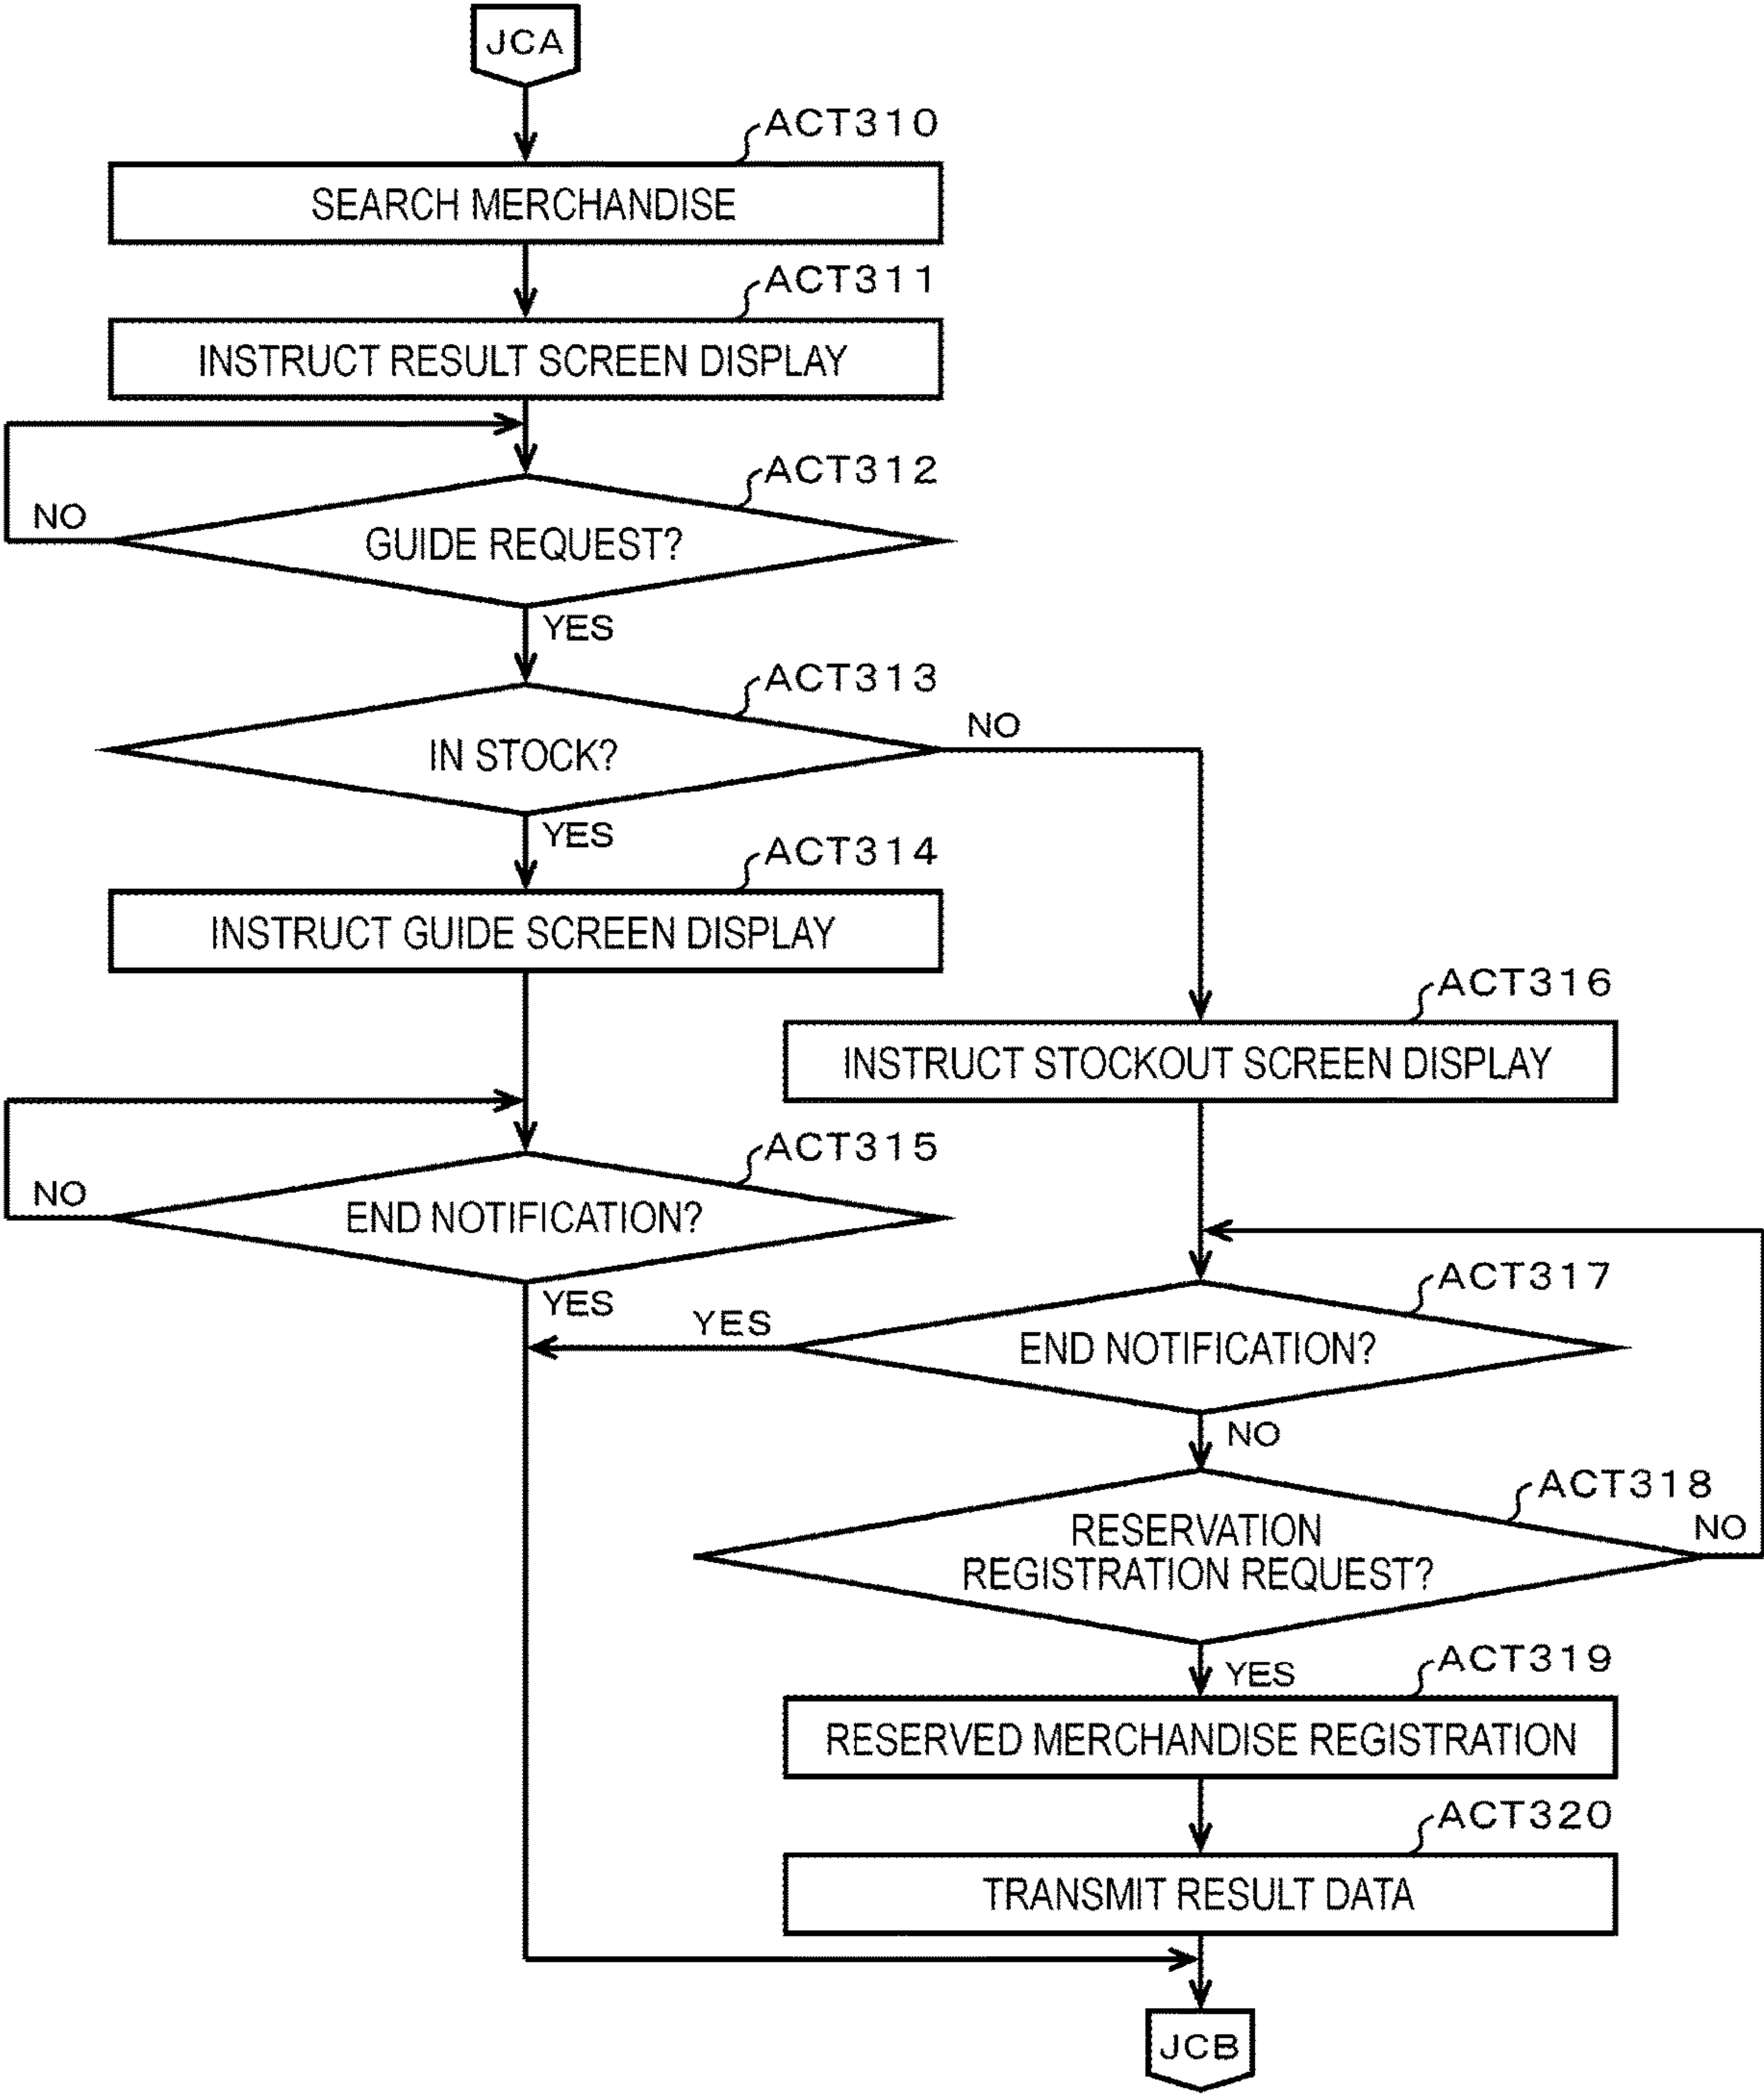 JCA
ACT310
SEARCH MERCHANDISE
ACT311
INSTRUCT RESULT SCREEN DISPLAY
ACT312
NO
GUIDE REQUEST?
YES
ACT313
NO
IN STOCK?
YES
ACT314
INSTRUCT GUIDE SCREEN DISPLAY
ACT316
INSTRUCT STOCKOUT SCREEN DISPLAY
ACT315
NO
END NOTIFICATION?
YES
ACT317
YES
END NOTIFICATION?
NO
ACT318
NO
RESERVATION
REGISTRATION REQUEST?
YES
ACT319
RESERVED MERCHANDISE REGISTRATION
ACT320
TRANSMIT RESULT DATA
JCB